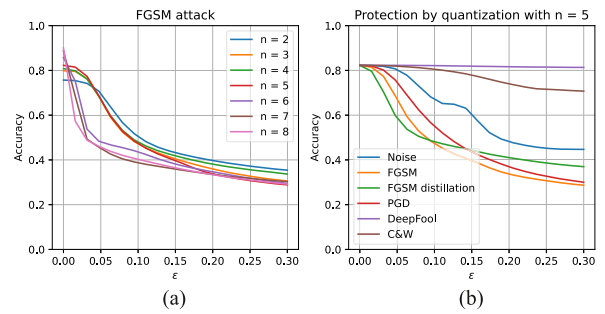 FGSM attack
1.0
0.8
0.6
0.4
0.2
0.0
Accuracy
n = 2
n = 3
n = 4
n = 5
n = 6
n = 7
n = 8
0.00 0.05 0.10 0.15 0.20 0.25 0.30
ε
(a)
Protection by quantization with n = 5
1.0
0.8
0.6
0.4
0.2
0.0
Accuracy
Noise
FGSM
FGSM distillation
PGD
DeepFool
C&W
0.00 0.05 0.10 0.15 0.20 0.25 0.30
ε
(b)